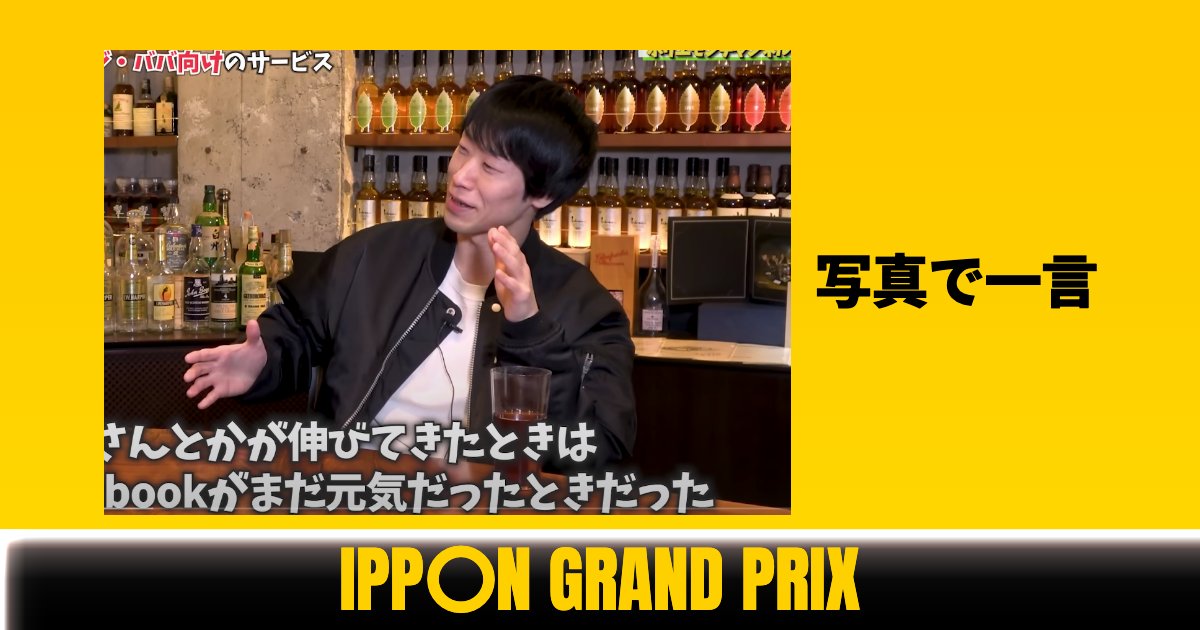 ジ・ババ向けのサービス
写真で一言
さんとかが伸びてきたときは
bookがまだ元気だったときだった
IPPON GRAND PRIX